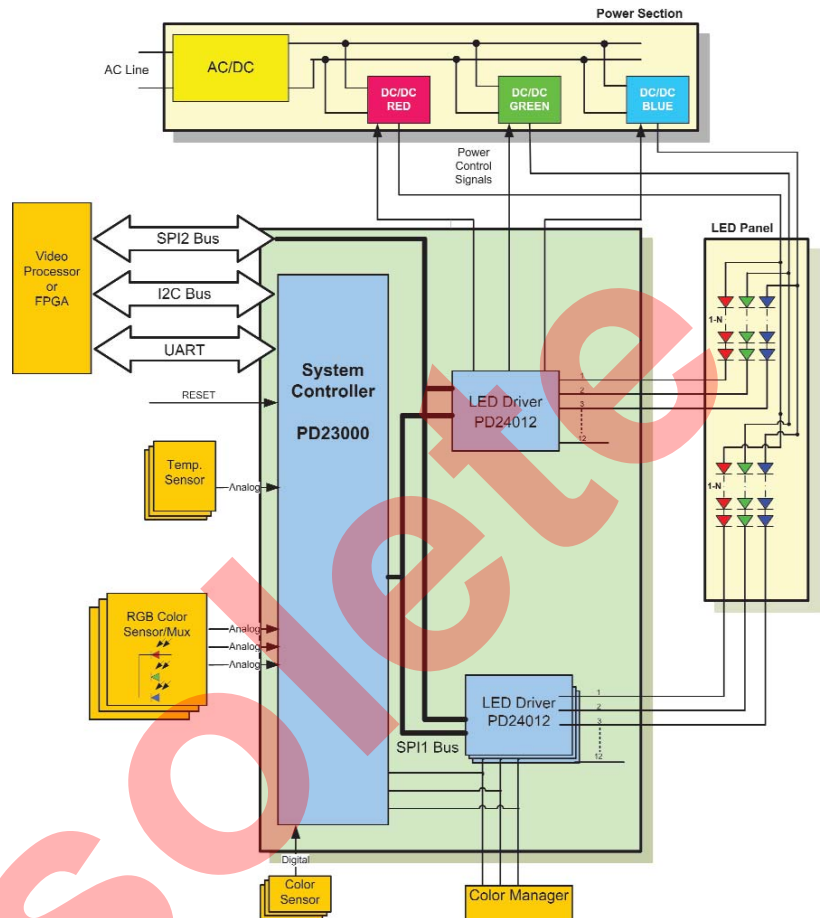 Power Section
AC Line
AC/DC
DC/DC
RED
DC/DC
GREEN
DC/DC
BLUE
Power
Control
Signals
Video
Processor
or
FPGA
SPI2 Bus
I2C Bus
UART
LED Panel
1-N
System
Controller
PD23000
RESET
LED Driver
PD24012
1
2
3
12
Temp.
Sensor
Analog
1-N
RGB Color
Sensor/Mux
Analog
Analog
Analog
LED Driver
PD24012
1
2
3
12
SPI1 Bus
Digital
Color
Sensor
Color Manager
solete